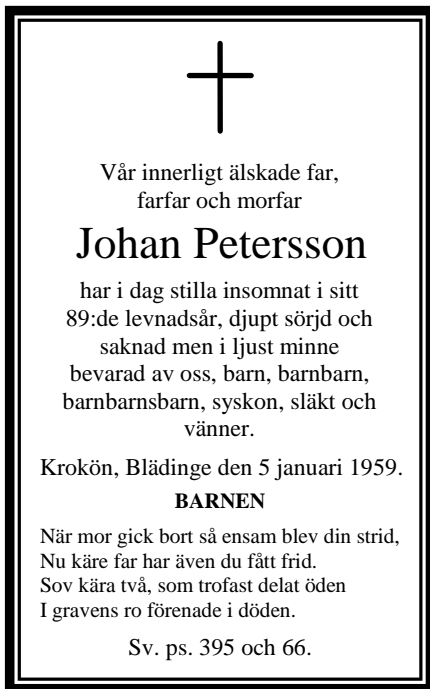 Vår innerligt älskade far,
farfar och morfar
Johan Petersson
har i dag stilla insomnat i sitt
89:de levnadsår, djupt sörjd och
saknad men i ljust minne
bevarad av oss, barn, barnbarn,
barnbarnsbarn, syskon, släkt och
vänner.
Krokön, Blädinge den 5 januari 1959.
BARNEN
När mor gick bort så ensam blev din strid,
Nu käre far har även du fått frid.
Sov kära två, som trofast delat öden
I gravens ro förenade i döden.
Sv. ps. 395 och 66.